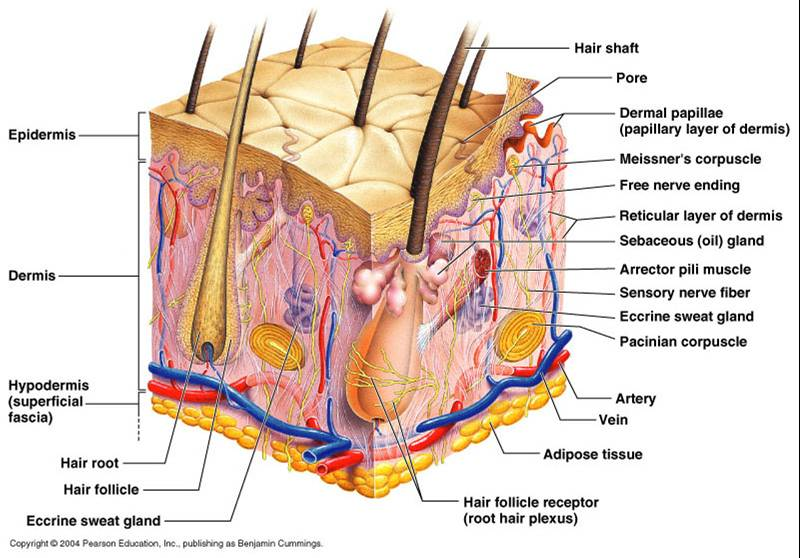 Hair shaft
Pore
Dermal papillae
(papillary layer of dermis)
Meissner's corpuscle
Free nerve ending
Reticular layer of dermis
Sebaceous (oil) gland
Arrector pili muscle
Sensory nerve fiber
Eccrine sweat gland
Pacinian corpuscle
Artery
Vein
Adipose tissue
Hair follicle receptor
(root hair plexus)
Epidermis
Dermis
Hypodermis
(superficial
fascia)
Hair root
Hair follicle
Eccrine sweat gland
Copyright © 2004 Pearson Education, Inc., publishing as Benjamin Cummings.